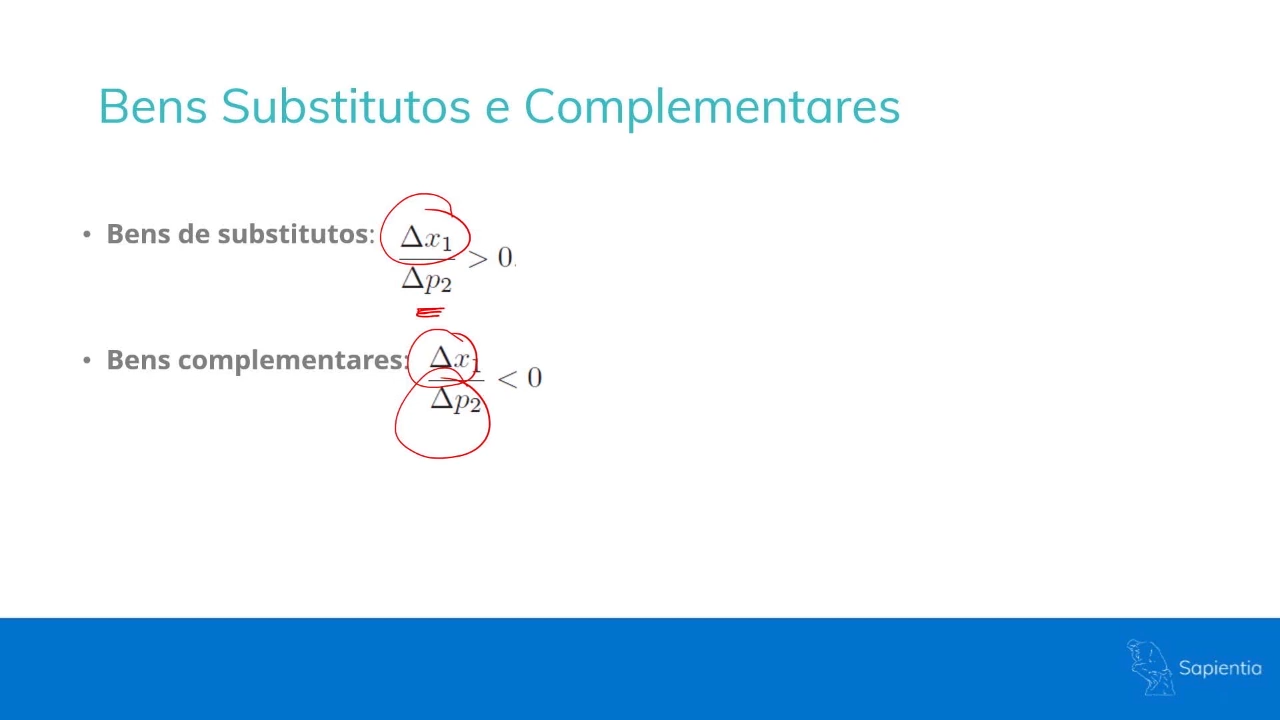 Bens Substitutos e Complementares
• Bens de substitutos: Δx₁/Δp₂ > 0.
• Bens complementares: Δx₁/Δp₂ < 0
Sapientia